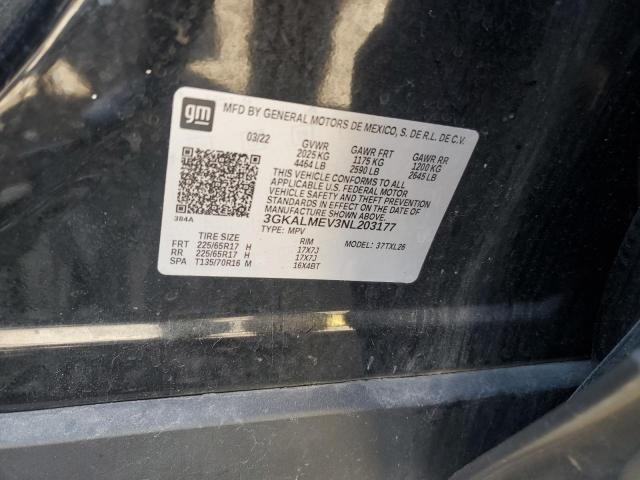 gm MFD BY GENERAL MOTORS DE MEXICO, S. DE R.L. DE C.V.
03/22 GVWR GAWR FRT GAWR RR
2025 KG 1175 KG 1200 KG
4464 LB 2590 LB 2645 LB
THIS VEHICLE CONFORMS TO ALL
APPLICABLE U.S. FEDERAL MOTOR
VEHICLE SAFETY AND THEFT PREVENTION
STANDARDS IN EFFECT ON THE DATE OF
MANUFACTURE SHOWN ABOVE.
384A 3GKALMEV3NL203177
TYPE: MPV MODEL: 37TXL26
TIRE SIZE RIM
FRT 225/65R17 H 17X7J
RR 225/65R17 H 17X7J
SPA T135/70R16 M 16X4BT